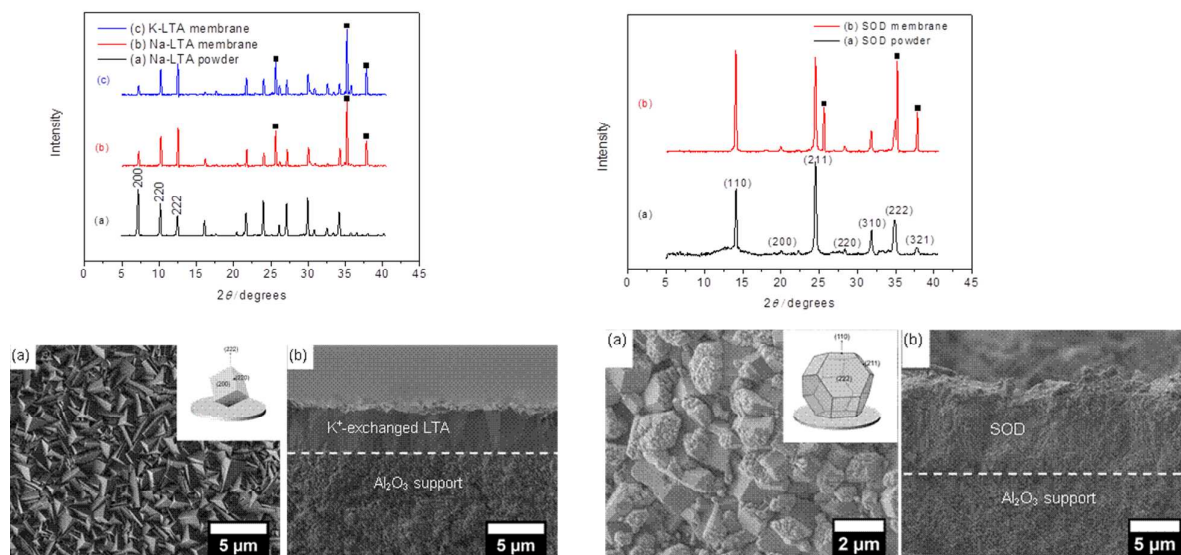 (c) K-LTA membrane
(b) Na-LTA membrane
(a) Na-LTA powder
(c)
(b)
(a)
200
220
222
Intensity
0 5 10 15 20 25 30 35 40 45
2θ/degrees
(b) SOD membrane
(a) SOD powder
(b)
(a)
(110)
(200)
(211)
(220)
(310)
(222)
(321)
Intensity
0 5 10 15 20 25 30 35 40 45
2θ/degrees
(a)
(222)
(200)
5 µm
(b)
K⁺-exchanged LTA
Al₂O₃ support
5 µm
(a)
(110)
(211)
(222)
2 µm
(b)
SOD
Al₂O₃ support
5 µm